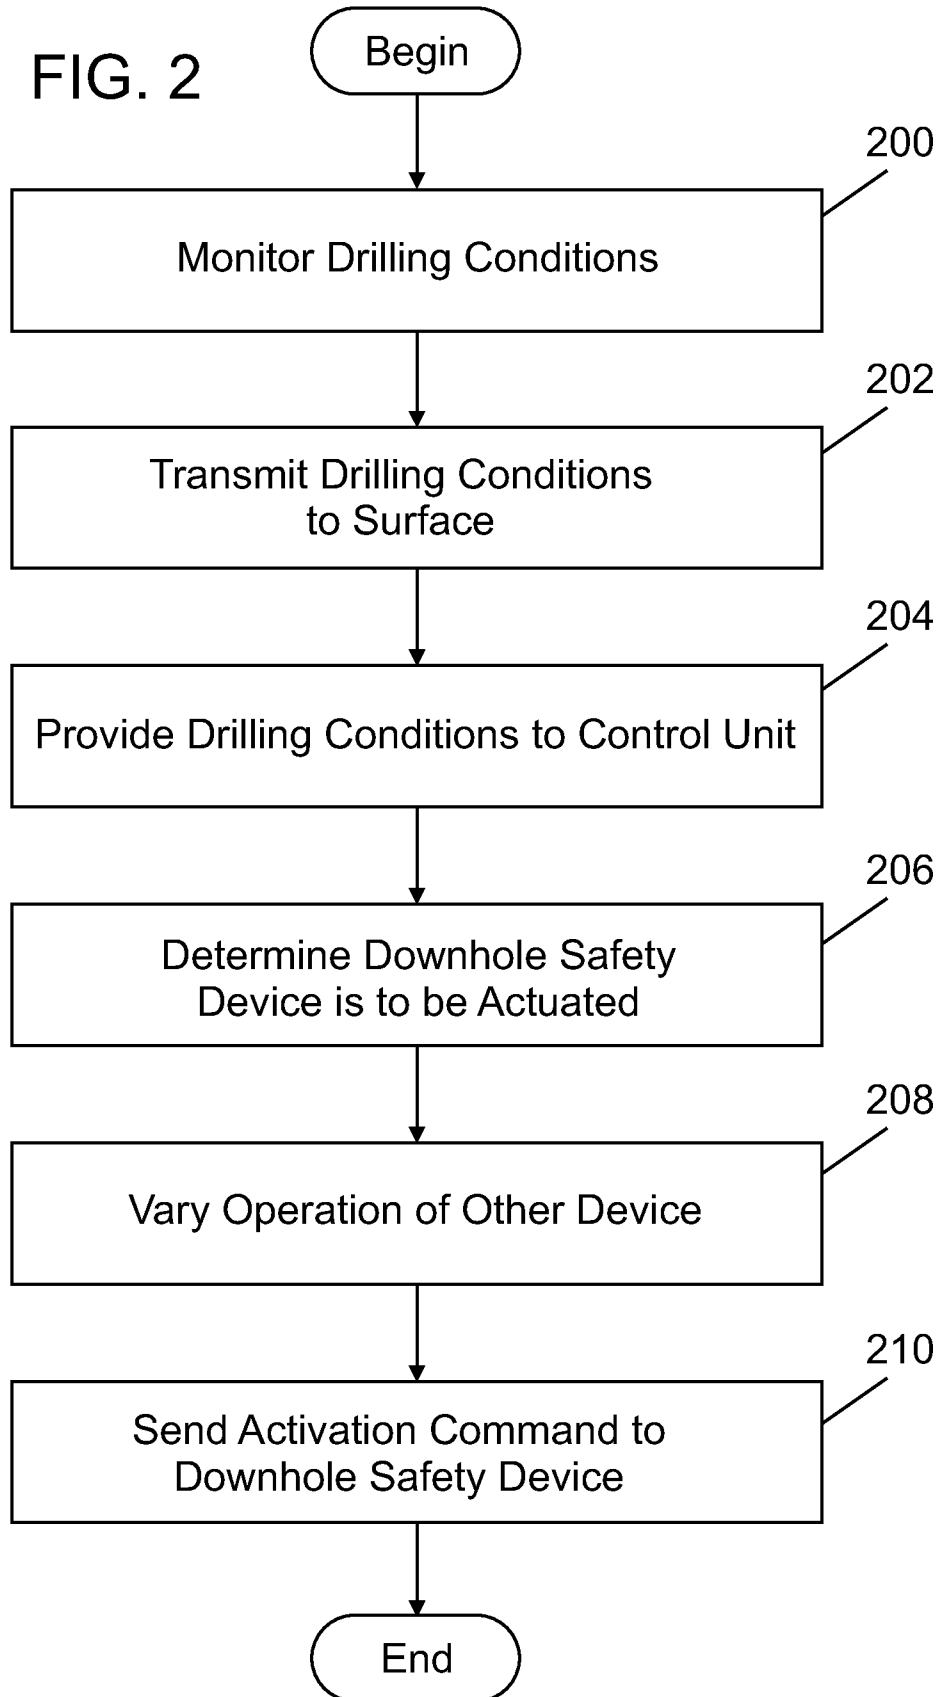 Begin
FIG. 2
200
Monitor Drilling Conditions
202
Transmit Drilling Conditions
to Surface
204
Provide Drilling Conditions to Control Unit
206
Determine Downhole Safety
Device is to be Actuated
208
Vary Operation of Other Device
210
Send Activation Command to
Downhole Safety Device
End